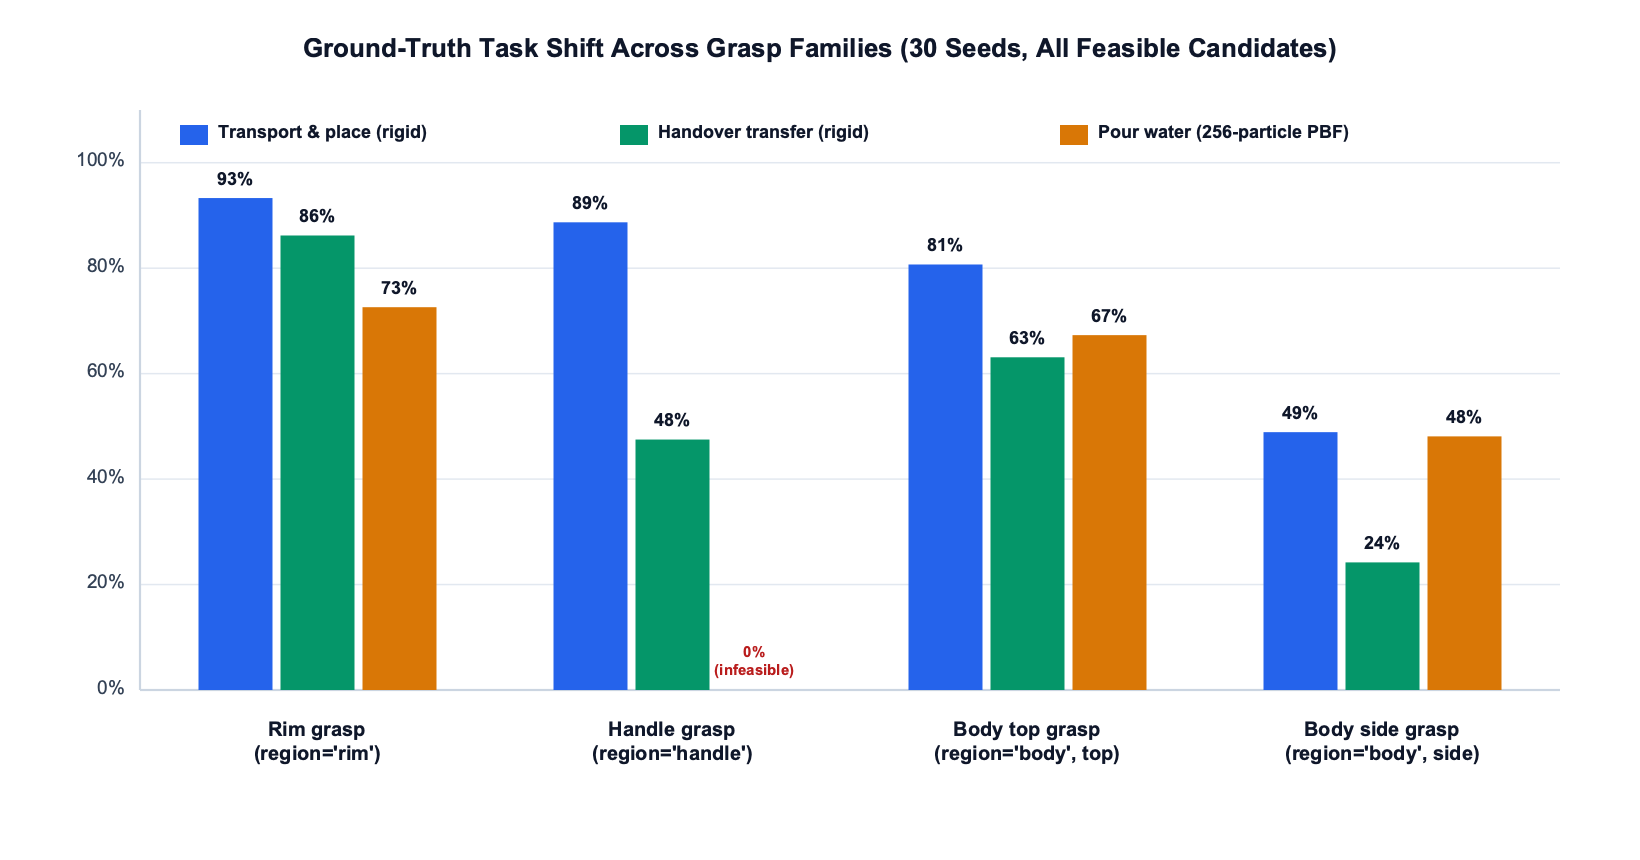 Ground-Truth Task Shift Across Grasp Families (30 Seeds, All Feasible Candidates)
Transport & place (rigid)
Handover transfer (rigid)
Pour water (256-particle PBF)
100%
80%
60%
40%
20%
0%
93%
86%
73%
89%
48%
0%
(infeasible)
81%
63%
67%
49%
24%
48%
Rim grasp
(region='rim')
Handle grasp
(region='handle')
Body top grasp
(region='body', top)
Body side grasp
(region='body', side)